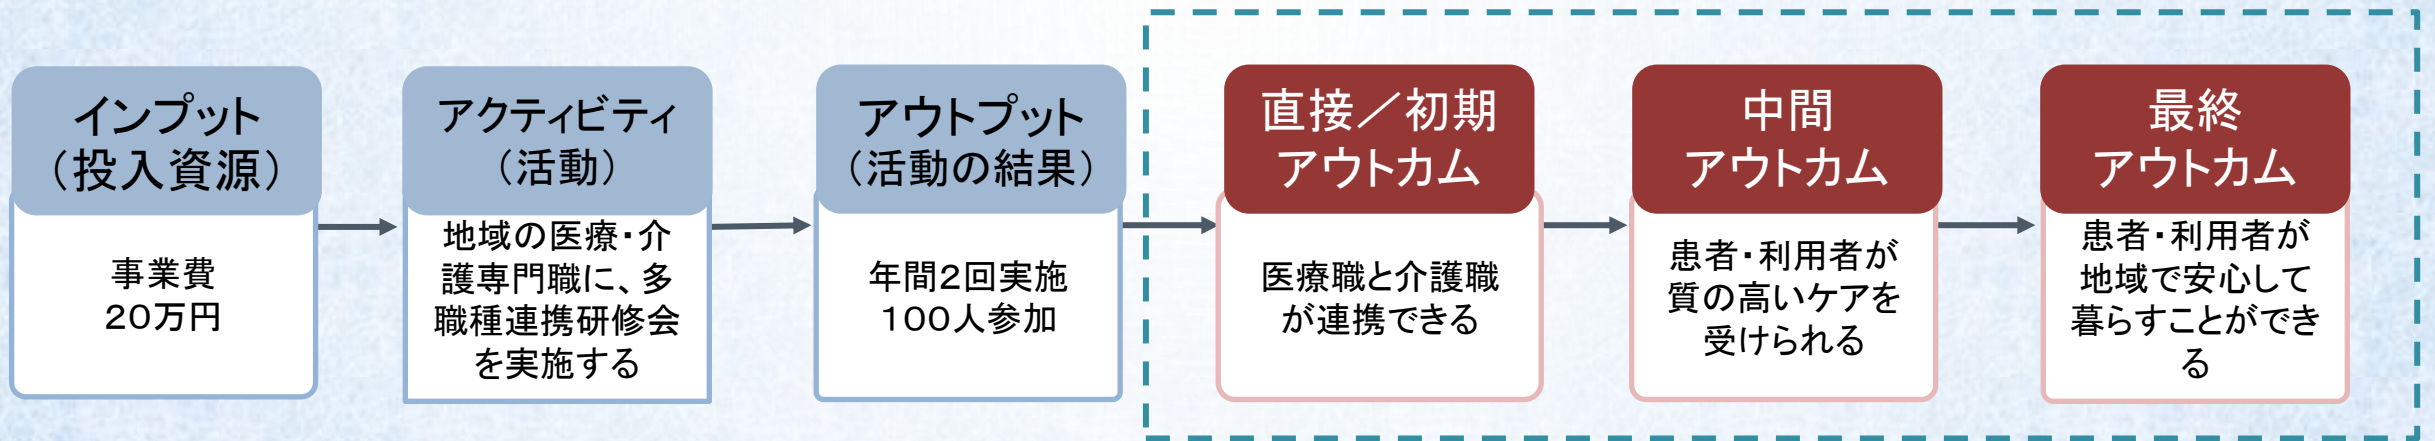 インプット
（投入資源）
事業費
20万円
アクティビティ
（活動）
地域の医療・介
護専門職に、多
職種連携研修会
を実施する
アウトプット
（活動の結果）
年間2回実施
100人参加
直接／初期
アウトカム
医療職と介護職
が連携できる
中間
アウトカム
患者・利用者が
質の高いケアを
受けられる
最終
アウトカム
患者・利用者が
地域で安心して
暮らすことができ
る